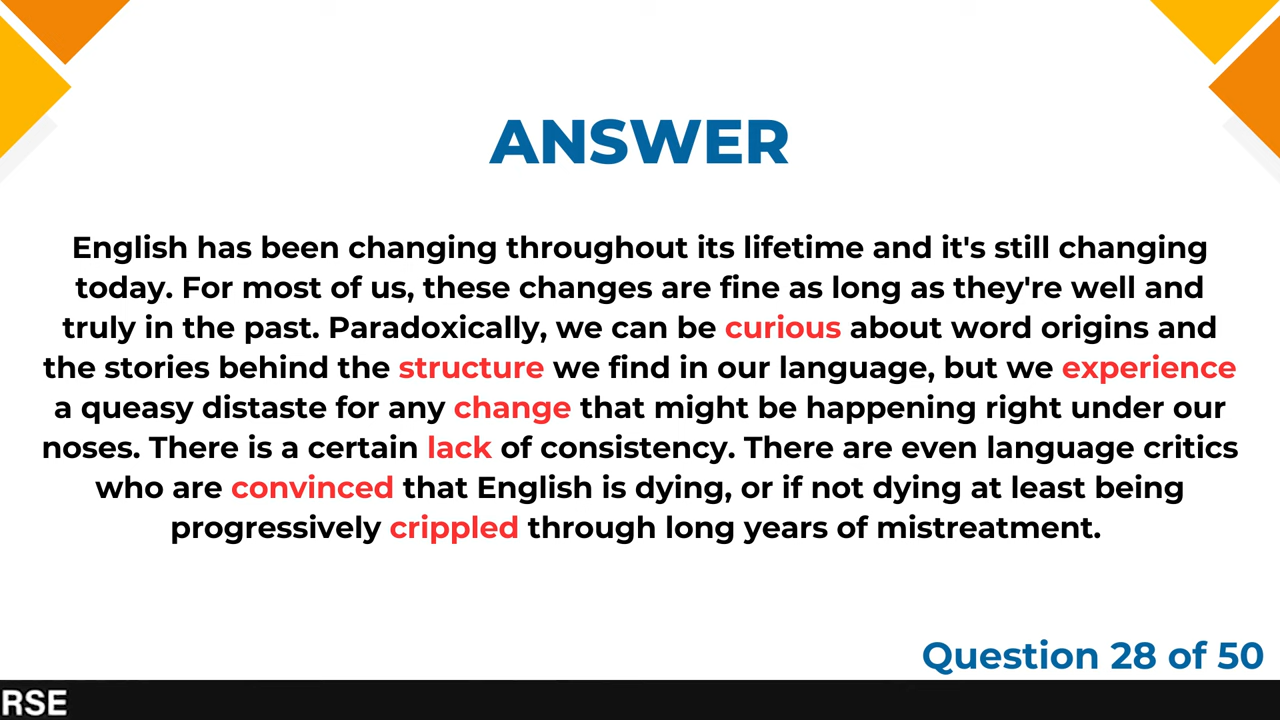 ANSWER
English has been changing throughout its lifetime and it's still changing
today. For most of us, these changes are fine as long as they're well and
truly in the past. Paradoxically, we can be curious about word origins and
the stories behind the structure we find in our language, but we experience
a queasy distaste for any change that might be happening right under our
noses. There is a certain lack of consistency. There are even language critics
who are convinced that English is dying, or if not dying at least being
progressively crippled through long years of mistreatment.
Question 28 of 50
RSE